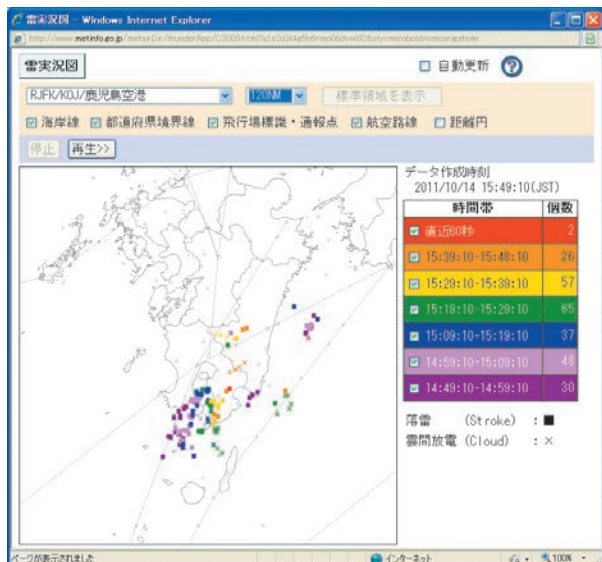 雷実況図 - Windows Internet Explorer
雷実況図
自動更新
RJFK/KOJ/鹿児島空港 120NM 標準領域を表示
海岸線 都道府県境界線 飛行場標識・通報点 航空路線 距離円
停止 再生>>
データ作成時刻
2011/10/14 15:49:10(JST)
時間帯 個数
直近60秒 2
15:39:10-15:48:10 26
15:29:10-15:39:10 57
15:19:10-15:29:10 65
15:09:10-15:19:10 37
14:59:10-15:09:10 48
14:49:10-14:59:10 30
落雷 (Stroke) : ■
雲間放電 (Cloud) : ×
ページが表示されました インターネット 100%